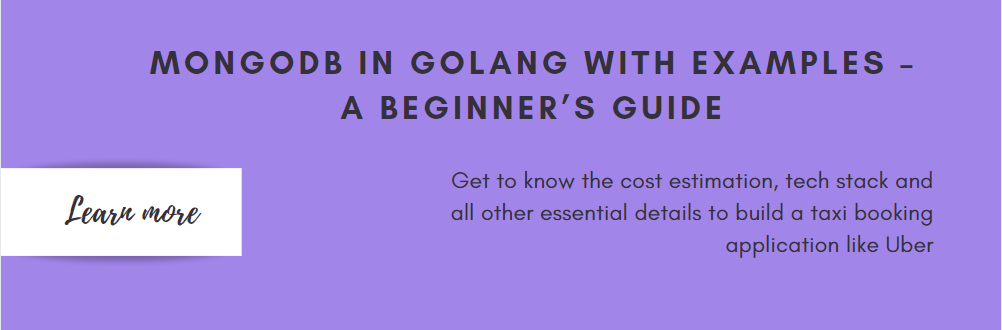 MONGODB IN GOLANG WITH EXAMPLES –
A BEGINNER’S GUIDE
Learn more
Get to know the cost estimation, tech stack and
all other essential details to build a taxi booking
application like Uber